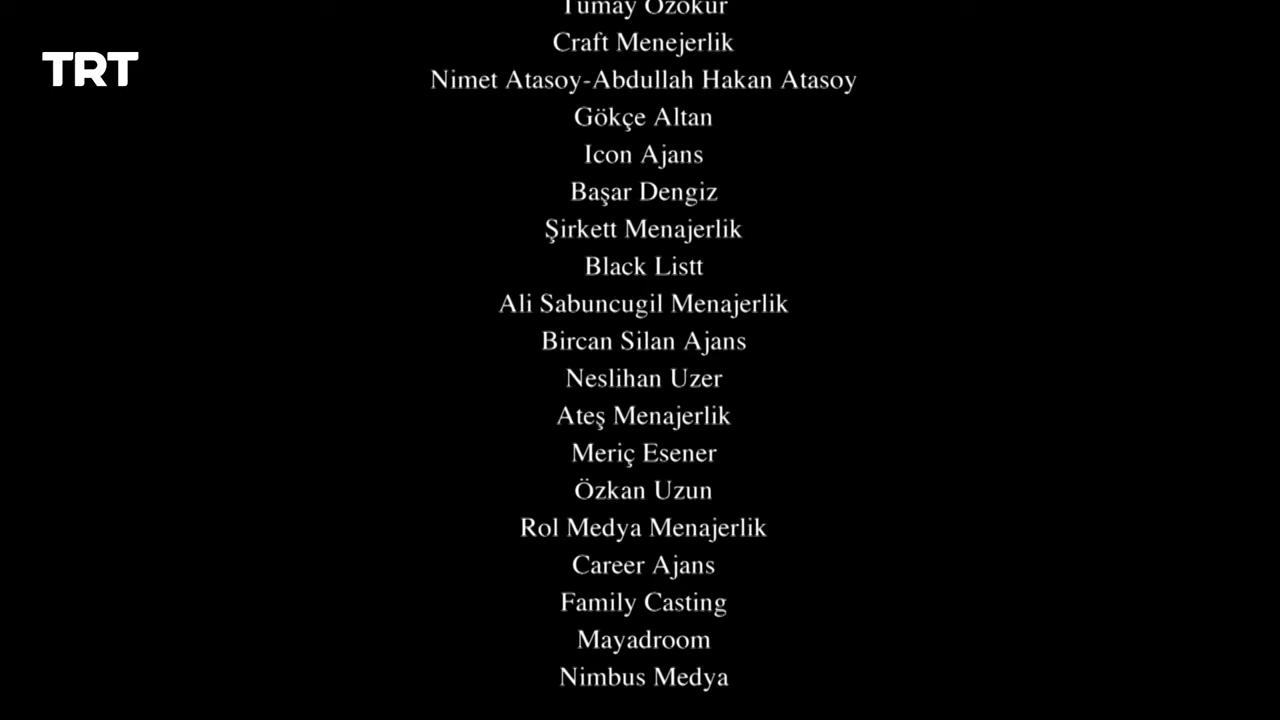 Tümay Özokur
TRT
Craft Menejerlik
Nimet Atasoy-Abdullah Hakan Atasoy
Gökçe Altan
Icon Ajans
Başar Dengiz
Şirkett Menajerlik
Black Listt
Ali Sabuncugil Menajerlik
Bircan Silan Ajans
Neslihan Uzer
Ateş Menajerlik
Meriç Esener
Özkan Uzun
Rol Medya Menajerlik
Career Ajans
Family Casting
Mayadroom
Nimbus Medya